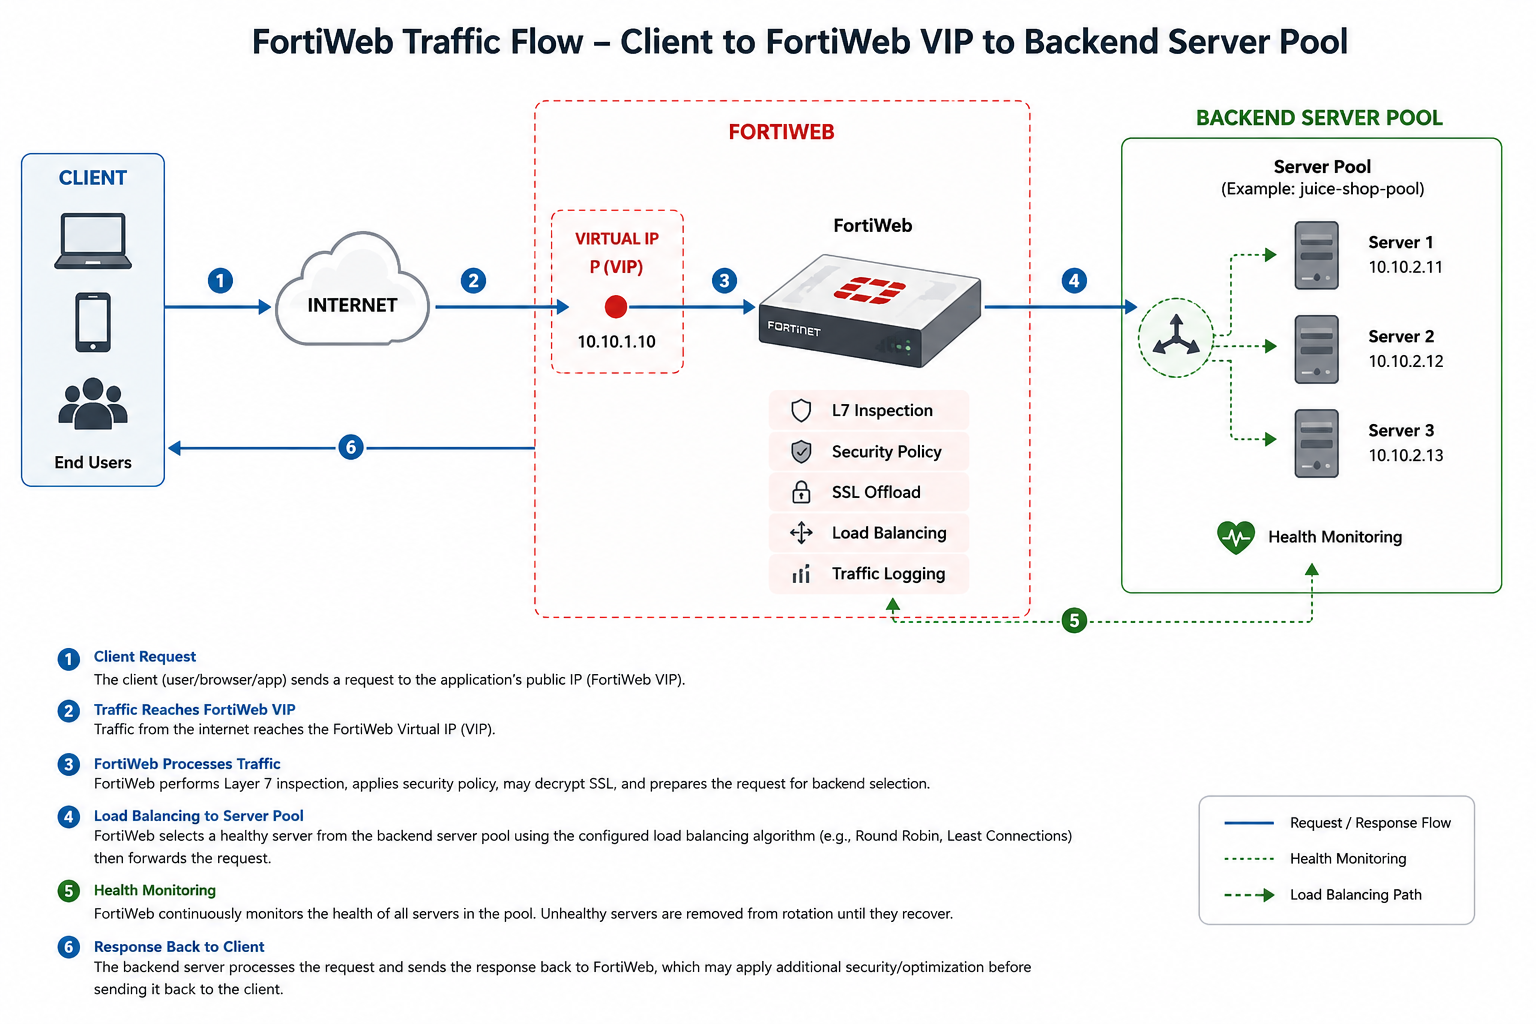 FortiWeb Traffic Flow – Client to FortiWeb VIP to Backend Server Pool
CLIENT
End Users
1
INTERNET
2
6
FORTIWEB
VIRTUAL IP
P (VIP)
10.10.1.10
3
FortiWeb
FORTINET
L7 Inspection
Security Policy
SSL Offload
Load Balancing
Traffic Logging
4
5
BACKEND SERVER POOL
Server Pool
(Example: juice-shop-pool)
Server 1
10.10.2.11
Server 2
10.10.2.12
Server 3
10.10.2.13
Health Monitoring
1 Client Request
The client (user/browser/app) sends a request to the application's public IP (FortiWeb VIP).
2 Traffic Reaches FortiWeb VIP
Traffic from the internet reaches the FortiWeb Virtual IP (VIP).
3 FortiWeb Processes Traffic
FortiWeb performs Layer 7 inspection, applies security policy, may decrypt SSL, and prepares the request for backend selection.
4 Load Balancing to Server Pool
FortiWeb selects a healthy server from the backend server pool using the configured load balancing algorithm (e.g., Round Robin, Least Connections)
then forwards the request.
5 Health Monitoring
FortiWeb continuously monitors the health of all servers in the pool. Unhealthy servers are removed from rotation until they recover.
6 Response Back to Client
The backend server processes the request and sends the response back to FortiWeb, which may apply additional security/optimization before
sending it back to the client.
Request / Response Flow
Health Monitoring
Load Balancing Path